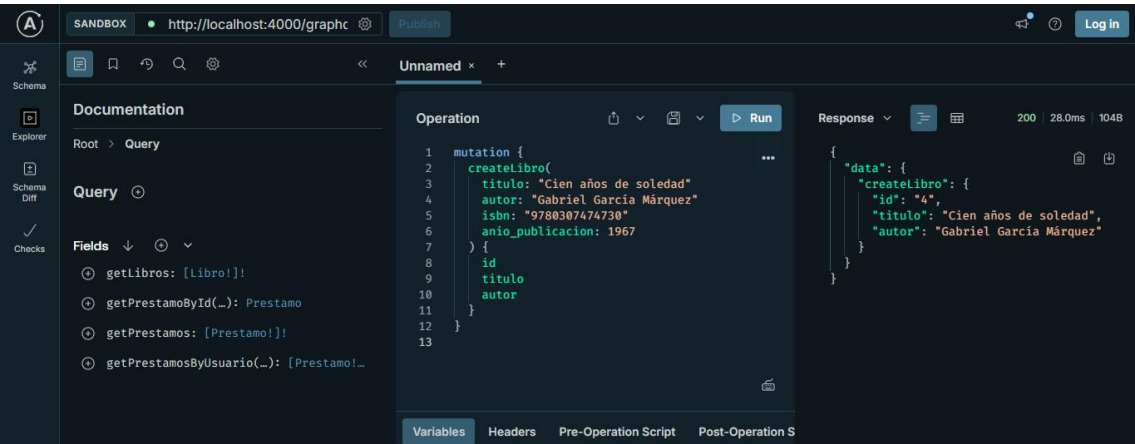 SANDBOX http://localhost:4000/graphc Publish Log in
Schema
Explorer
Schema
Diff
Checks
Documentation
Root > Query
Query
Fields
getLibros: [Libro!]!
getPrestamoById(…): Prestamo
getPrestamos: [Prestamo!]!
getPrestamosByUsuario(…): [Prestamo!…
Unnamed × +
Operation Run
1 mutation {
2 createLibro(
3 titulo: "Cien años de soledad"
4 autor: "Gabriel García Márquez"
5 isbn: "9780307474730"
6 anio_publicacion: 1967
7 ) {
8 id
9 titulo
10 autor
11 }
12 }
13
Variables Headers Pre-Operation Script Post-Operation S
Response 200 28.0ms 104B
{
"data": {
"createLibro": {
"id": "4",
"titulo": "Cien años de soledad",
"autor": "Gabriel García Márquez"
}
}
}